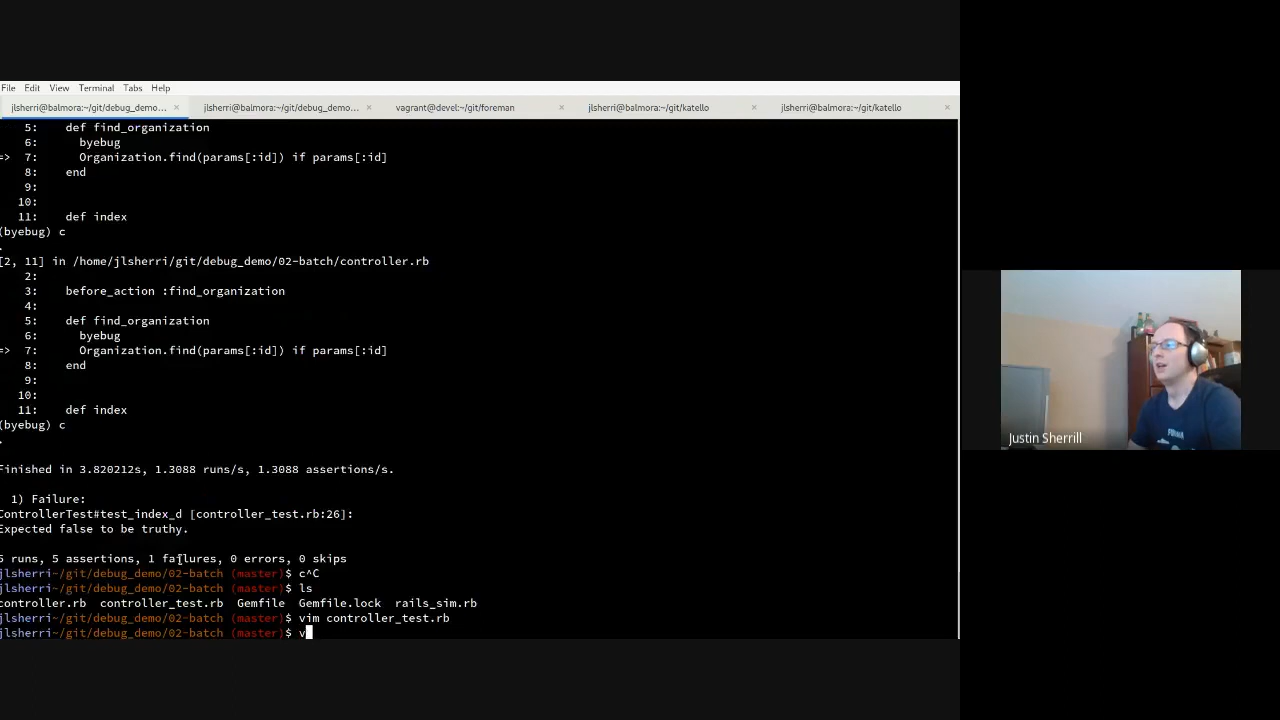 File Edit View Terminal Tabs Help
jlsherri@balmora:~/git/debug_demo... × jlsherri@balmora:~/git/debug_demo... × vagrant@devel:~/git/foreman × jlsherri@balmora:~/git/katello × jlsherri@balmora:~/git/katello ×
5: def find_organization
6: byebug
=> 7: Organization.find(params[:id]) if params[:id]
8: end
9:
10:
11: def index
(byebug) c
.
[2, 11] in /home/jlsherri/git/debug_demo/02-batch/controller.rb
2:
3: before_action :find_organization
4:
5: def find_organization
6: byebug
=> 7: Organization.find(params[:id]) if params[:id]
8: end
9:
10:
11: def index
(byebug) c
.
Finished in 3.820212s, 1.3088 runs/s, 1.3088 assertions/s.
1) Failure:
ControllerTest#test_index_d [controller_test.rb:26]:
Expected false to be truthy.
5 runs, 5 assertions, 1 failures, 0 errors, 0 skips
jlsherri~/git/debug_demo/02-batch (master)$ c^C
jlsherri~/git/debug_demo/02-batch (master)$ ls
controller.rb controller_test.rb Gemfile Gemfile.lock rails_sim.rb
jlsherri~/git/debug_demo/02-batch (master)$ vim controller_test.rb
jlsherri~/git/debug_demo/02-batch (master)$ v
Justin Sherrill